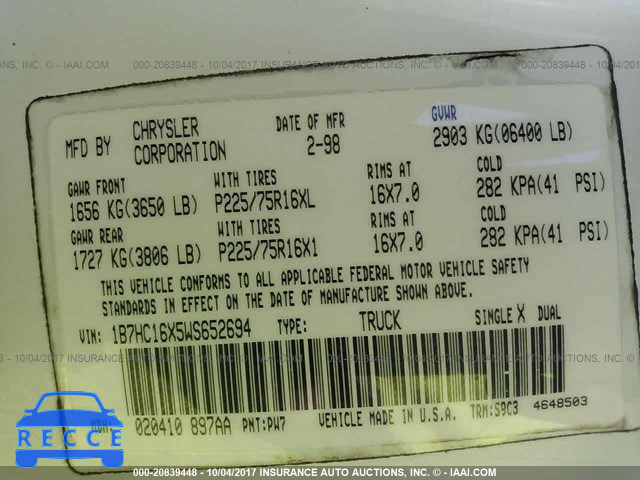 000-20839448 - 10/04/2017 INSURANCE AUTO AUCTIONS, INC. - © IAAI.COM
MFD BY CHRYSLER CORPORATION DATE OF MFR 2-98 GVWR 2903 KG(06400 LB)
GAWR FRONT WITH TIRES RIMS AT COLD
1656 KG(3650 LB) P225/75R16XL 16X7.0 282 KPA(41 PSI)
GAWR REAR WITH TIRES RIMS AT COLD
1727 KG(3806 LB) P225/75R16X1 16X7.0 282 KPA(41 PSI)
THIS VEHICLE CONFORMS TO ALL APPLICABLE FEDERAL MOTOR VEHICLE SAFETY
STANDARDS IN EFFECT ON THE DATE OF MANUFACTURE SHOWN ABOVE.
VIN: 1B7HC16X5WS652694 TYPE: TRUCK SINGLE X DUAL
MDH: 020410 897AA PNT:PW7 VEHICLE MADE IN U.S.A. TRM:S9C3 4648503
000-20839448 - 10/04/2017 INSURANCE AUTO AUCTIONS, INC. - © IAAI.COM